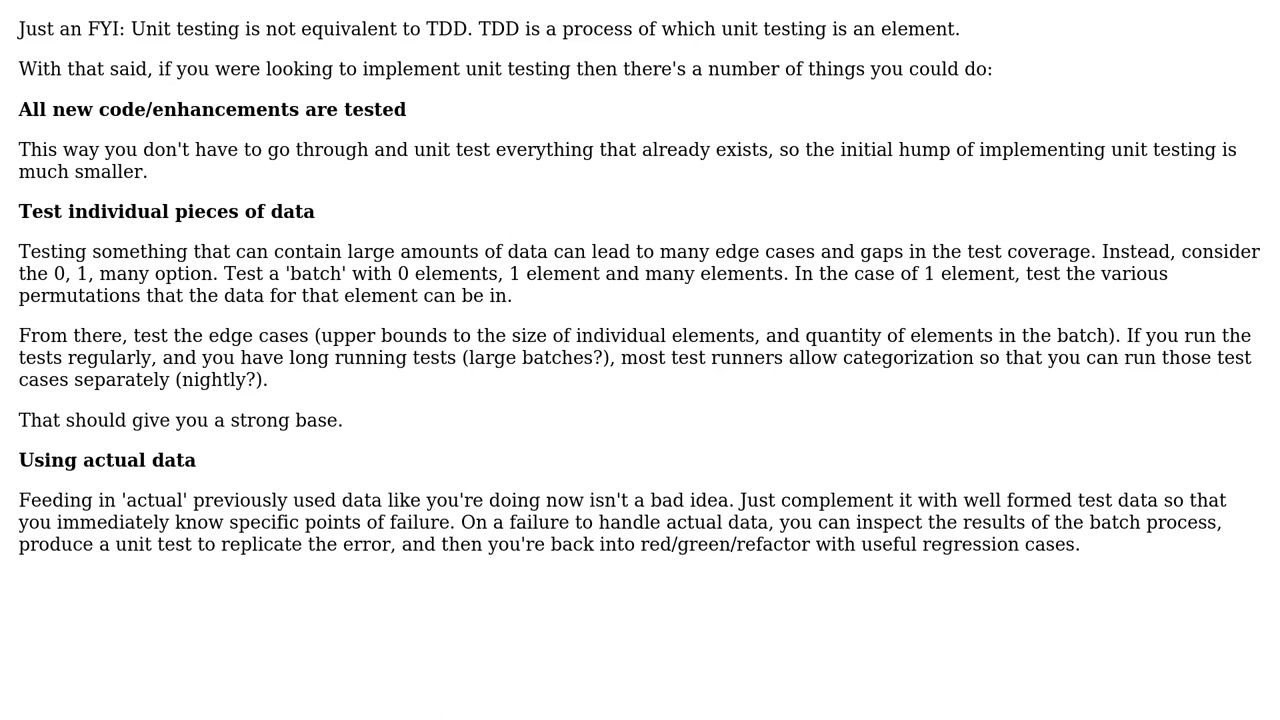 Just an FYI: Unit testing is not equivalent to TDD. TDD is a process of which unit testing is an element.
With that said, if you were looking to implement unit testing then there's a number of things you could do:
All new code/enhancements are tested
This way you don't have to go through and unit test everything that already exists, so the initial hump of implementing unit testing is
much smaller.
Test individual pieces of data
Testing something that can contain large amounts of data can lead to many edge cases and gaps in the test coverage. Instead, consider
the 0, 1, many option. Test a 'batch' with 0 elements, 1 element and many elements. In the case of 1 element, test the various
permutations that the data for that element can be in.
From there, test the edge cases (upper bounds to the size of individual elements, and quantity of elements in the batch). If you run the
tests regularly, and you have long running tests (large batches?), most test runners allow categorization so that you can run those test
cases separately (nightly?).
That should give you a strong base.
Using actual data
Feeding in 'actual' previously used data like you're doing now isn't a bad idea. Just complement it with well formed test data so that
you immediately know specific points of failure. On a failure to handle actual data, you can inspect the results of the batch process,
produce a unit test to replicate the error, and then you're back into red/green/refactor with useful regression cases.